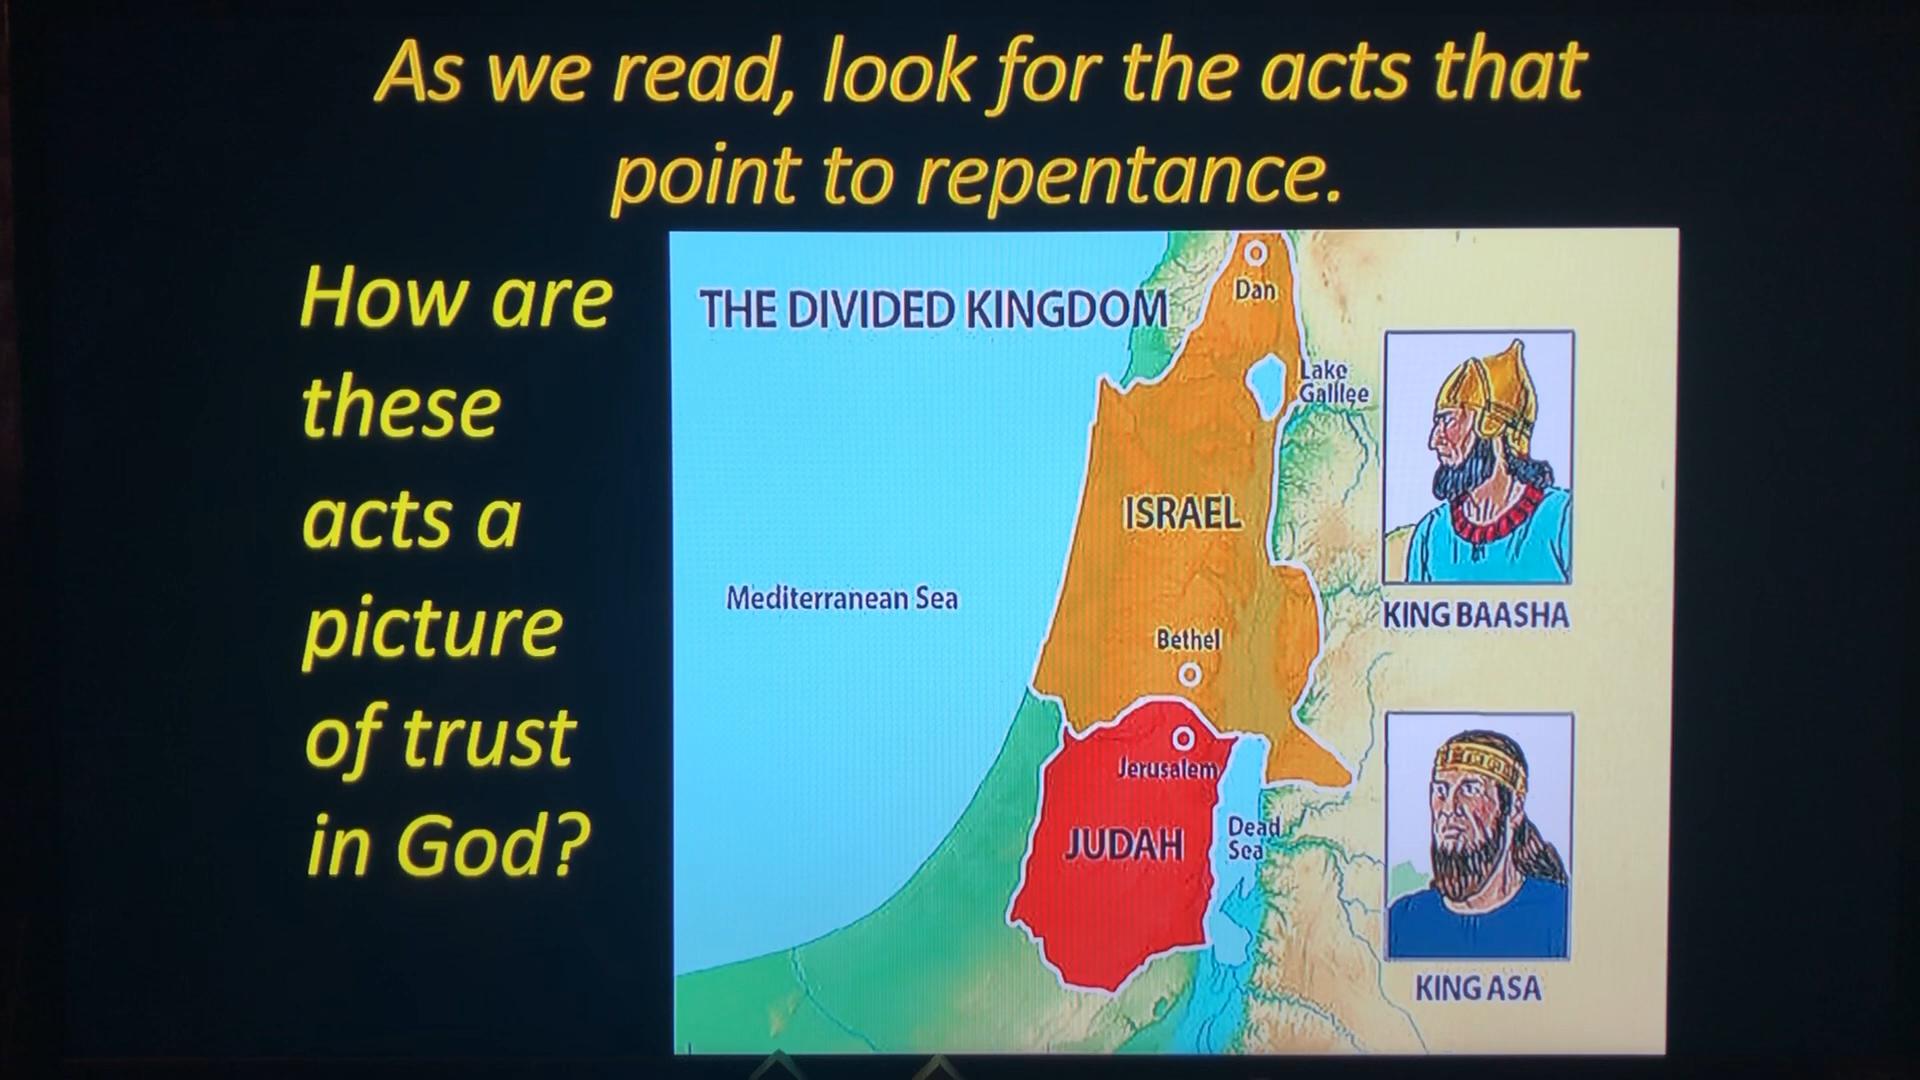 As we read, look for the acts that
point to repentance.
How are
these
acts a
picture
of trust
in God?
THE DIVIDED KINGDOM
Dan
Lake
Galilee
ISRAEL
Mediterranean Sea
Bethel
KING BAASHA
Jerusalem
JUDAH
Dead
Sea
KING ASA